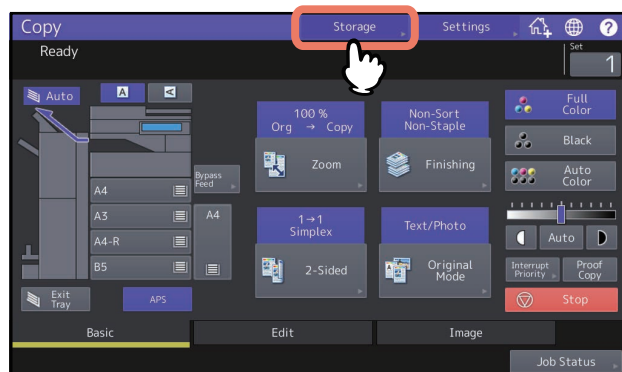 Copy
Storage
Settings
?
Ready
Set
1
Auto
A
A
100 %
Org → Copy
Zoom
Non-Sort
Non-Staple
Finishing
Full
Color
Black
Auto
Color
Bypass
Feed
A4
A3
A4-R
B5
A4
1→1
Simplex
2-Sided
Text/Photo
Original
Mode
Auto
Interrupt
Priority
Proof
Copy
Exit
Tray
APS
Stop
Basic
Edit
Image
Job Status